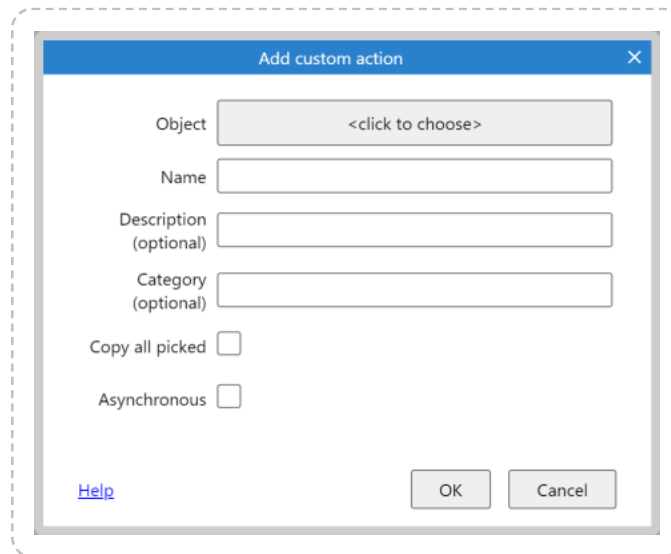 Add custom action
Object
<click to choose>
Name
Description
(optional)
Category
(optional)
Copy all picked
Asynchronous
Help
OK
Cancel